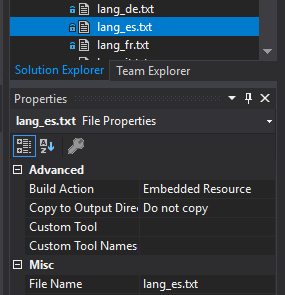 lang_de.txt
lang_es.txt
lang_fr.txt
Solution Explorer Team Explorer
Properties
lang_es.txt File Properties
Advanced
Build Action Embedded Resource
Copy to Output Direc Do not copy
Custom Tool
Custom Tool Names
Misc
File Name lang_es.txt